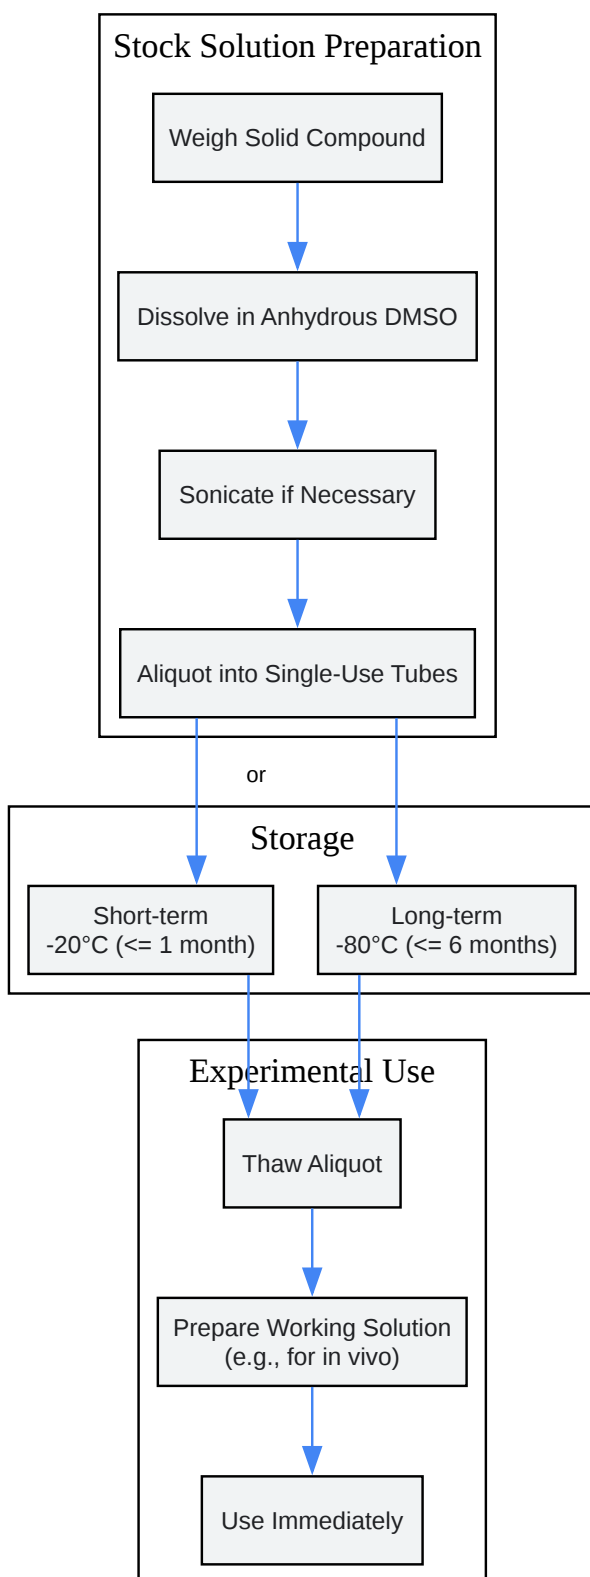 Stock Solution Preparation
Weigh Solid Compound
Dissolve in Anhydrous DMSO
Sonicate if Necessary
Aliquot into Single-Use Tubes
or
Storage
Short-term
-20°C (<= 1 month)
Long-term
-80°C (<= 6 months)
Experimental Use
Thaw Aliquot
Prepare Working Solution
(e.g., for in vivo)
Use Immediately